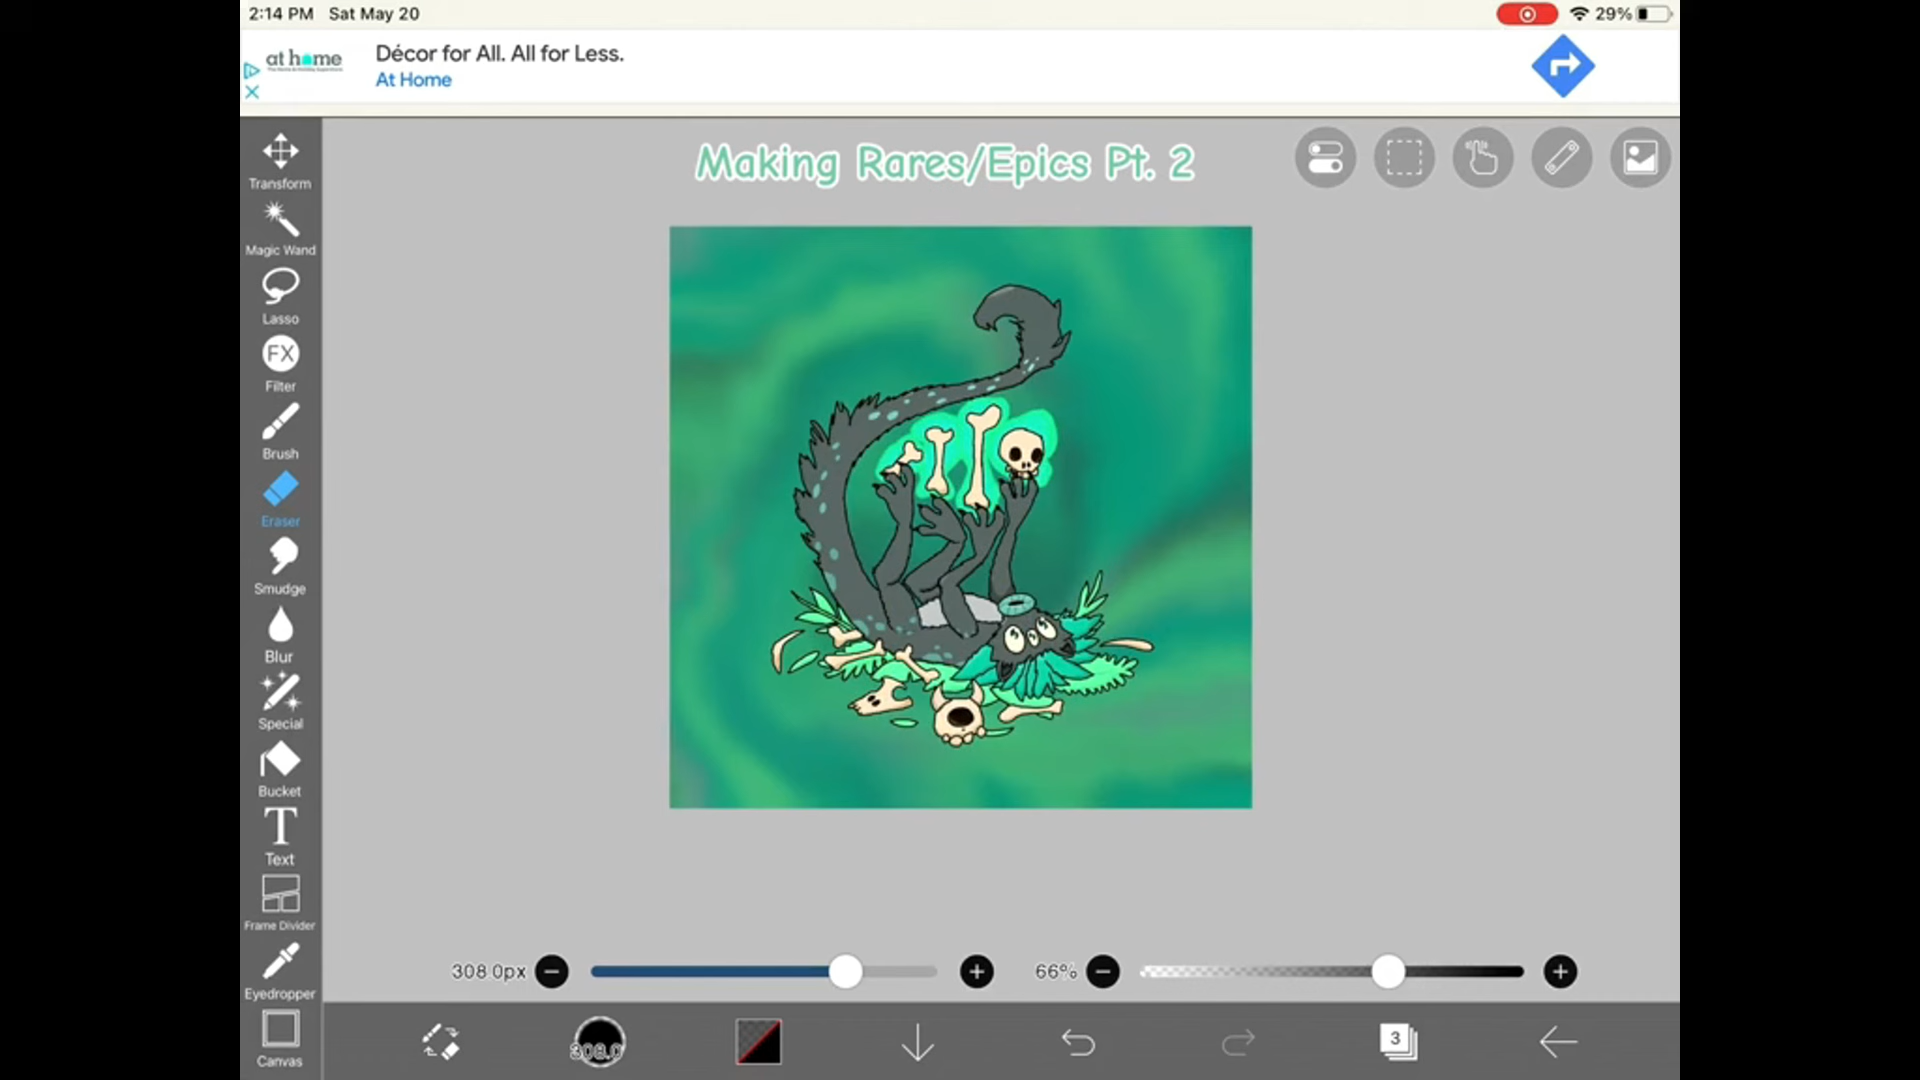 2:14 PM Sat May 20
29%
at home
Décor for All. All for Less.
At Home
Making Rares/Epics Pt. 2
Transform
Magic Wand
Lasso
FX
Filter
Brush
Eraser
Smudge
Blur
Special
Bucket
T
Text
Frame Divider
Eyedropper
Canvas
308.0px
66%
308.0
3